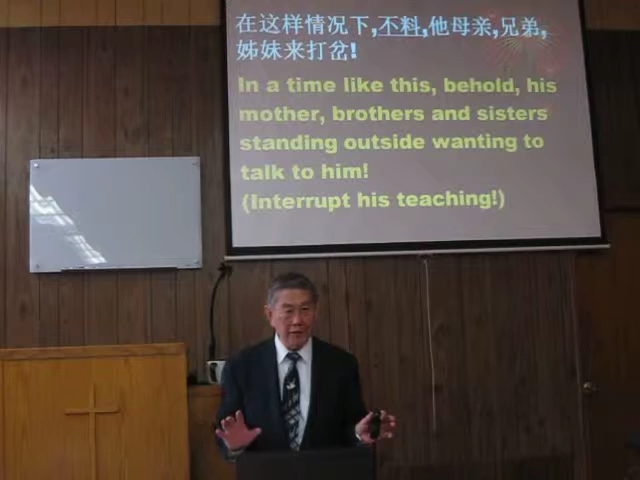 在这样情况下,不料,他母亲,兄弟,
姊妹来打岔!
In a time like this, behold, his
mother, brothers and sisters
standing outside wanting to
talk to him!
(Interrupt his teaching!)